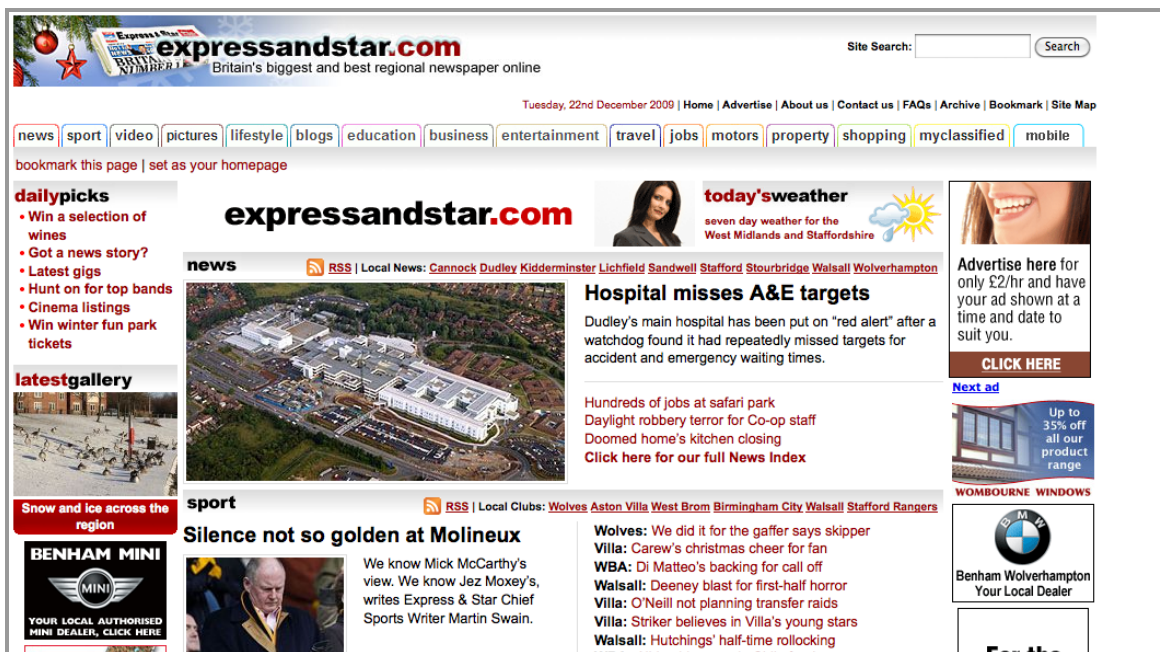 Express & Star
BRITAIN'S
NUMBER 1
expressandstar.com
Britain's biggest and best regional newspaper online
Site Search:
Search
Tuesday, 22nd December 2009 | Home | Advertise | About us | Contact us | FAQs | Archive | Bookmark | Site Map
news sport video pictures lifestyle blogs education business entertainment travel jobs motors property shopping myclassified mobile
bookmark this page | set as your homepage
dailypicks
• Win a selection of
wines
• Got a news story?
• Latest gigs
• Hunt on for top bands
• Cinema listings
• Win winter fun park
tickets
latestgallery
Snow and ice across the
region
BENHAM MINI
MINI
YOUR LOCAL AUTHORISED
MINI DEALER, CLICK HERE
expressandstar.com
today'sweather
seven day weather for the
West Midlands and Staffordshire
news
RSS | Local News: Cannock Dudley Kidderminster Lichfield Sandwell Stafford Stourbridge Walsall Wolverhampton
Hospital misses A&E targets
Dudley's main hospital has been put on “red alert” after a
watchdog found it had repeatedly missed targets for
accident and emergency waiting times.
Hundreds of jobs at safari park
Daylight robbery terror for Co-op staff
Doomed home's kitchen closing
Click here for our full News Index
sport
RSS | Local Clubs: Wolves Aston Villa West Brom Birmingham City Walsall Stafford Rangers
Silence not so golden at Molineux
We know Mick McCarthy's
view. We know Jez Moxey's,
writes Express & Star Chief
Sports Writer Martin Swain.
Wolves: We did it for the gaffer says skipper
Villa: Carew's christmas cheer for fan
WBA: Di Matteo's backing for call off
Walsall: Deeney blast for first-half horror
Villa: O'Neill not planning transfer raids
Villa: Striker believes in Villa's young stars
Walsall: Hutchings' half-time rollocking
Advertise here for
only £2/hr and have
your ad shown at a
time and date to
suit you.
CLICK HERE
Next ad
Up to
35% off
all our
product
range
WOMBOURNE WINDOWS
BMW
Benham Wolverhampton
Your Local Dealer
For the